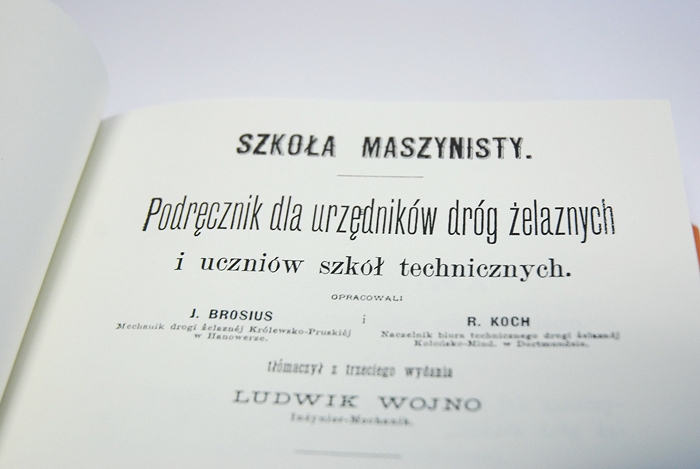 SZKOŁA MASZYNISTY.
Podręcznik dla urzędników dróg żelaznych
i uczniów szkół technicznych.
OPRACOWALI
J. BROSIUS i R. KOCH
Mechanik drogi żelaznéj Królewsko-Pruskiéj Naczelnik biura technicznego drogi żelaznéj
w Hanowerze. Kolońsko-Mind. w Dortmundzie.
tłómaczył z trzeciego wydania
LUDWIK WOJNO
Inżynier-Mechanik.